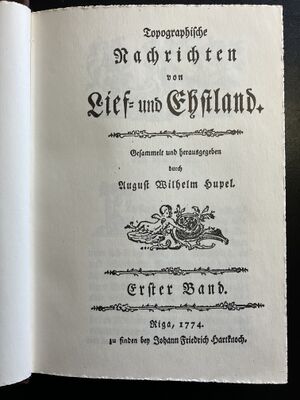 Topographische
Nachrichten
von
Lief- und Ehstland.
Gesammelt und herausgegeben
durch
August Wilhelm Hupel.
Erster Band.
Riga, 1774.
zu finden bey Johann Friedrich Hartknoch.